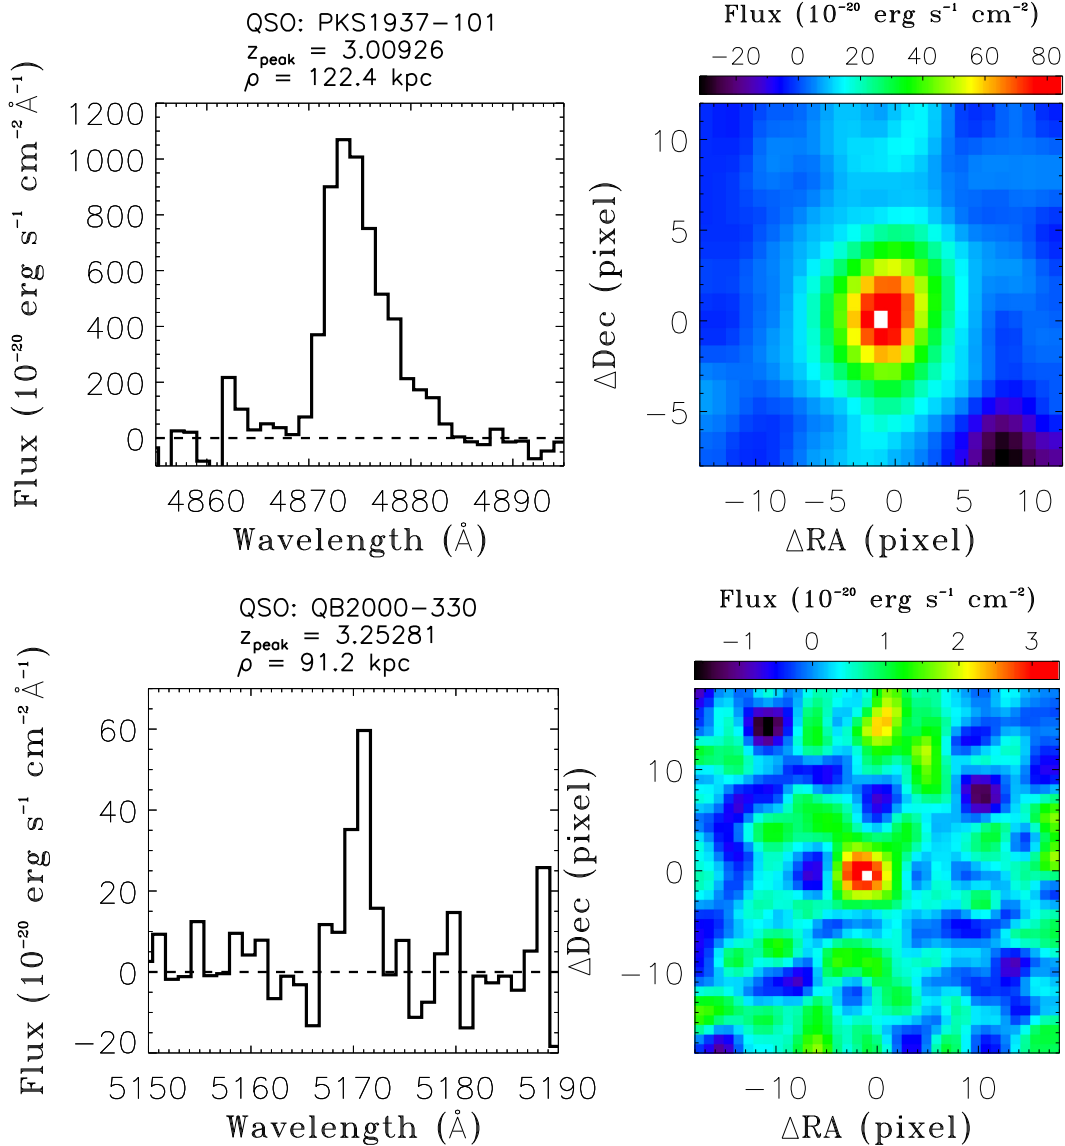 QSO: PKS1937−101
z_peak = 3.00926
ρ = 122.4 kpc
Flux (10⁻²⁰ erg s⁻¹ cm⁻² Å⁻¹)
1200
1000
800
600
400
200
0
4860 4870 4880 4890
Wavelength (Å)
Flux (10⁻²⁰ erg s⁻¹ cm⁻²)
−20 0 20 40 60 80
ΔDec (pixel)
10
5
0
−5
−10 −5 0 5 10
ΔRA (pixel)
QSO: QB2000−330
z_peak = 3.25281
ρ = 91.2 kpc
Flux (10⁻²⁰ erg s⁻¹ cm⁻² Å⁻¹)
60
40
20
0
−20
5150 5160 5170 5180 5190
Wavelength (Å)
Flux (10⁻²⁰ erg s⁻¹ cm⁻²)
−1 0 1 2 3
ΔDec (pixel)
10
0
−10
−10 0 10
ΔRA (pixel)